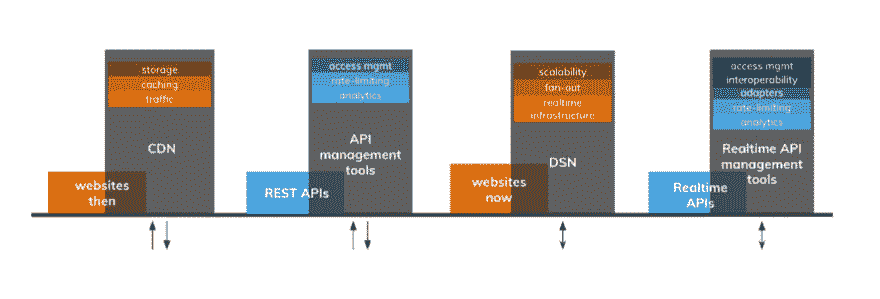 storage
caching
traffic
CDN
websites
then
access mgmt
rate-limiting
analytics
API
management
tools
REST APIs
scalability
fan-out
realtime
infrastructure
DSN
websites
now
access mgmt
interoperability
adapters
rate-limiting
analytics
Realtime API
management
tools
Realtime
APIs